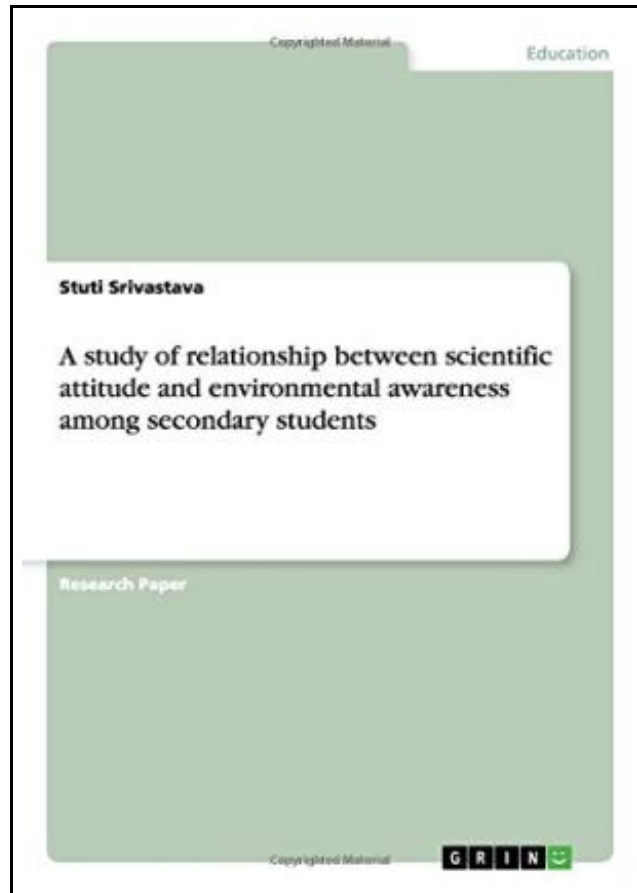 Copyrighted Material
Education
Stuti Srivastava
A study of relationship between scientific
attitude and environmental awareness
among secondary students
Research Paper
Copyrighted Material
GRIN